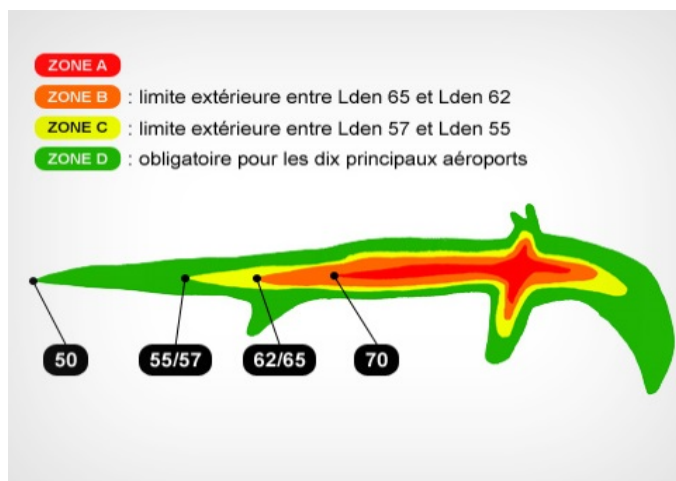 ZONE A
ZONE B : limite extérieure entre Lden 65 et Lden 62
ZONE C : limite extérieure entre Lden 57 et Lden 55
ZONE D : obligatoire pour les dix principaux aéroports
50 55/57 62/65 70